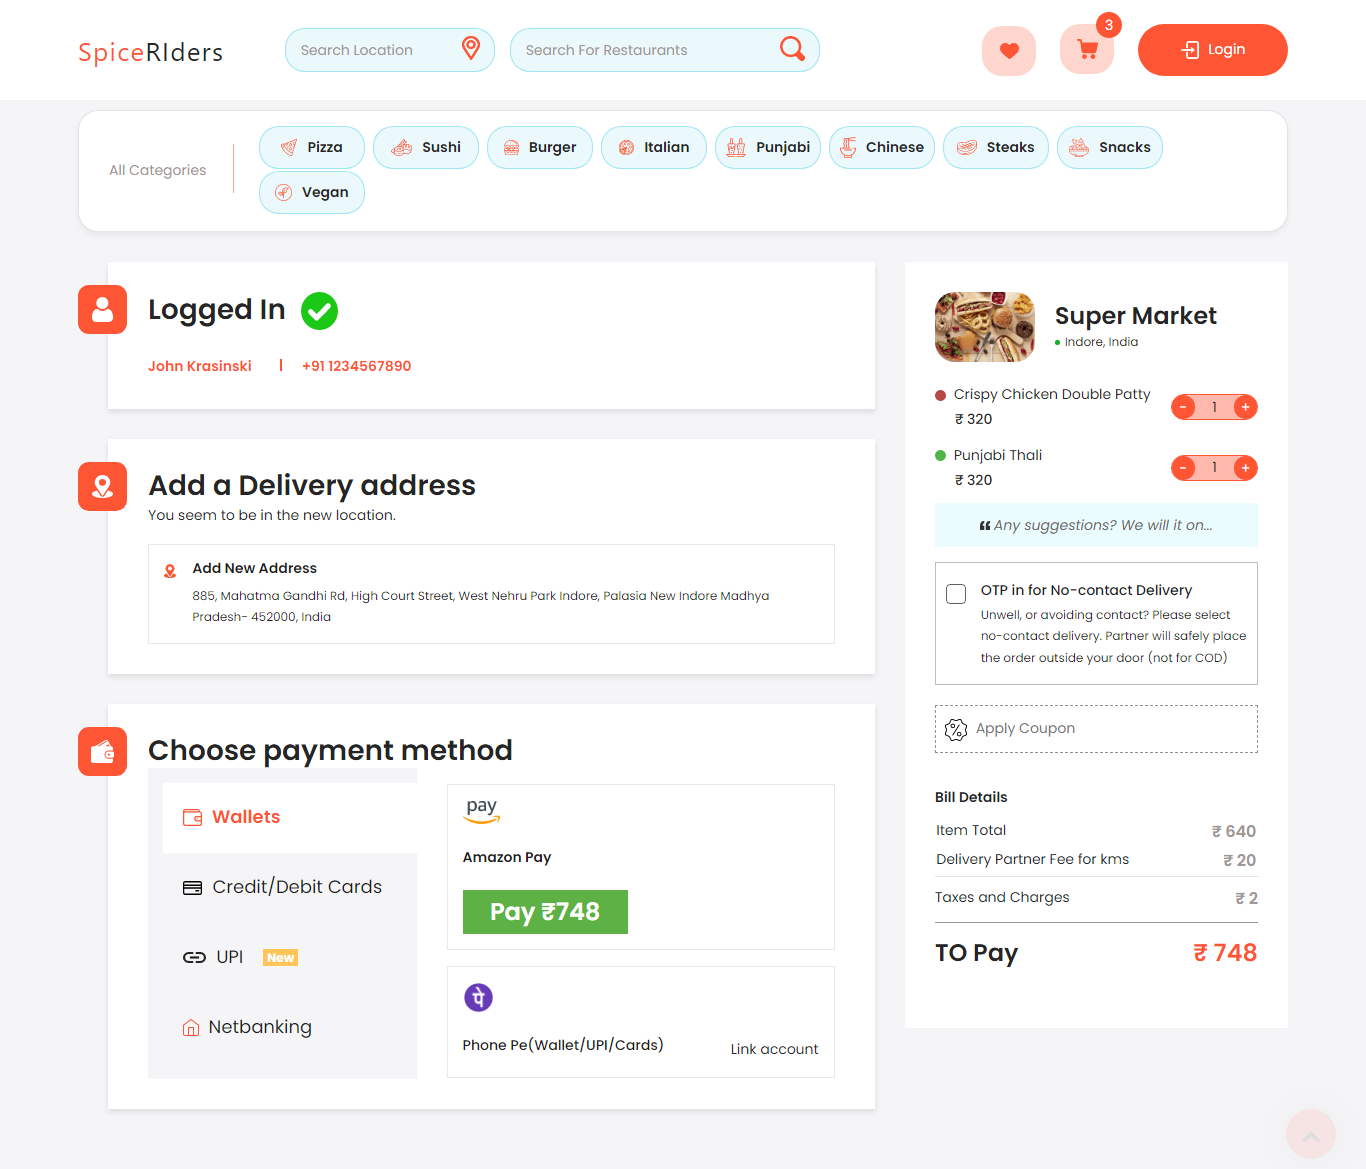 SpiceRIders
Search Location
Search For Restaurants
3
Login
All Categories
Pizza
Sushi
Burger
Italian
Punjabi
Chinese
Steaks
Snacks
Vegan
Logged In
John Krasinski | +91 1234567890
Add a Delivery address
You seem to be in the new location.
Add New Address
885, Mahatma Gandhi Rd, High Court Street, West Nehru Park Indore, Palasia New Indore Madhya
Pradesh- 452000, India
Choose payment method
Wallets
Credit/Debit Cards
UPI New
Netbanking
pay
Amazon Pay
Pay ₹748
पे
Phone Pe(Wallet/UPI/Cards)
Link account
Super Market
Indore, India
Crispy Chicken Double Patty
₹ 320
- 1 +
Punjabi Thali
₹ 320
- 1 +
❝ Any suggestions? We will it on...
OTP in for No-contact Delivery
Unwell, or avoiding contact? Please select
no-contact delivery. Partner will safely place
the order outside your door (not for COD)
Apply Coupon
Bill Details
Item Total ₹ 640
Delivery Partner Fee for kms ₹ 20
Taxes and Charges ₹ 2
TO Pay ₹ 748